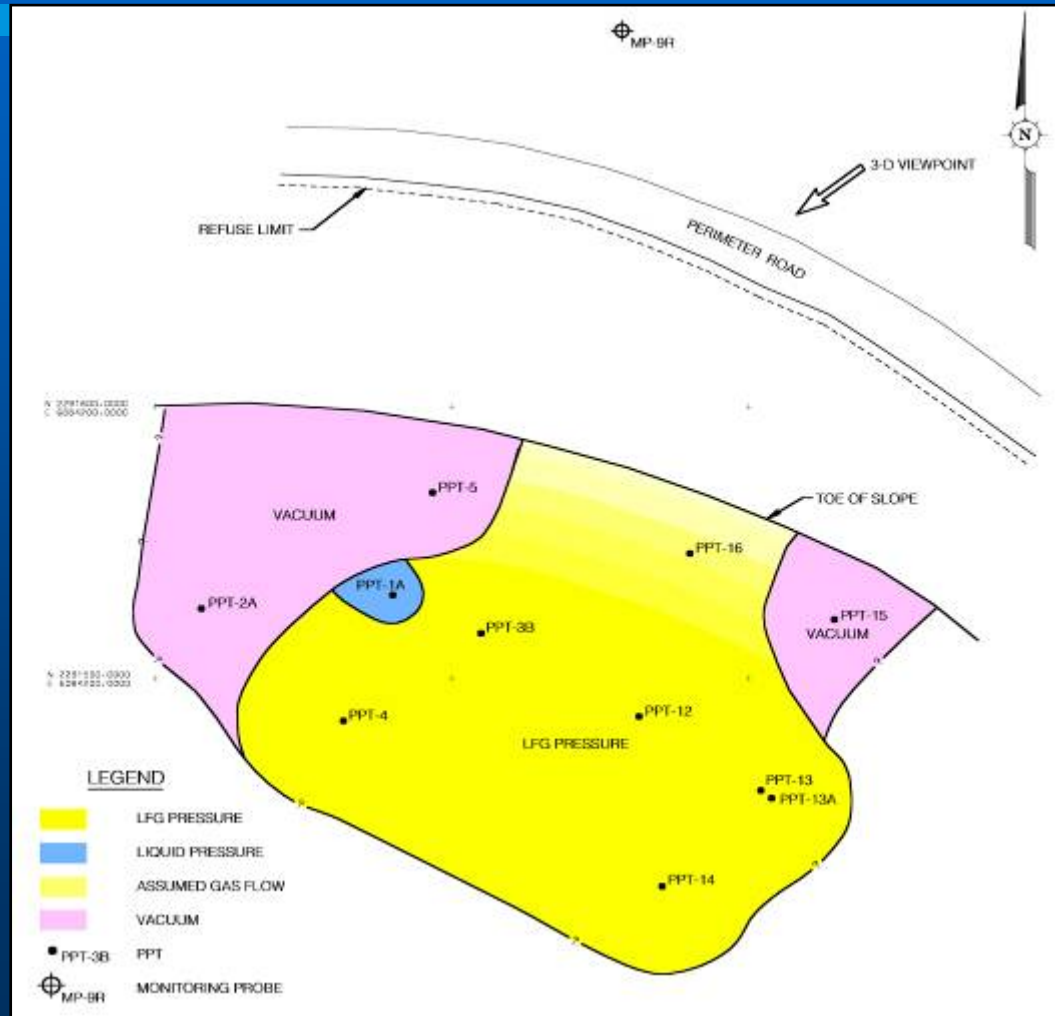 MP-9R
N
3-D VIEWPOINT
REFUSE LIMIT
PERIMETER ROAD
PPT-5
TOE OF SLOPE
VACUUM
PPT-16
PPT-1A
PPT-2A
PPT-15
VACUUM
PPT-3B
PPT-4
PPT-12
LFG PRESSURE
PPT-13
PPT-13A
PPT-14
LEGEND
LFG PRESSURE
LIQUID PRESSURE
ASSUMED GAS FLOW
VACUUM
PPT-3B PPT
MP-9R MONITORING PROBE